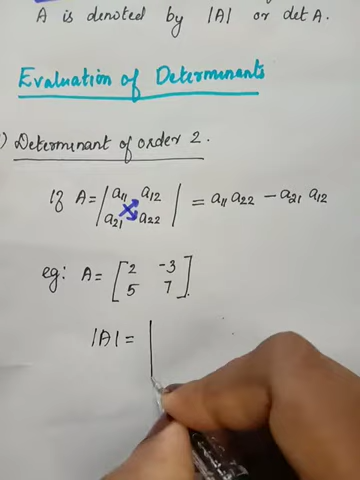 A is denoted by |A| or det A.
Evaluation of Determinants
) Determinant of order 2.
If A = | a₁₁ a₁₂ | = a₁₁ a₂₂ − a₂₁ a₁₂
| a₂₁ a₂₂ |
eg: A = [ 2 -3 ]
[ 5 7 ].
|A| = |